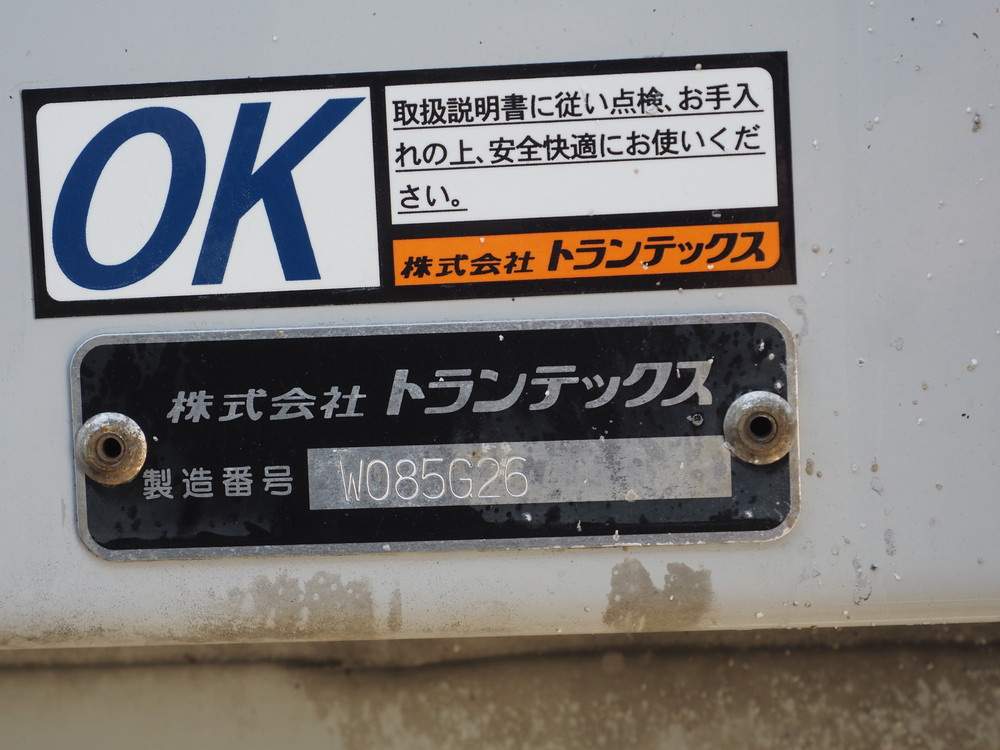 OK
取扱説明書に従い点検、お手入
れの上、安全快適にお使いくだ
さい。
株式会社 トランテックス
株式会社 トランテックス
製造番号 W085G26